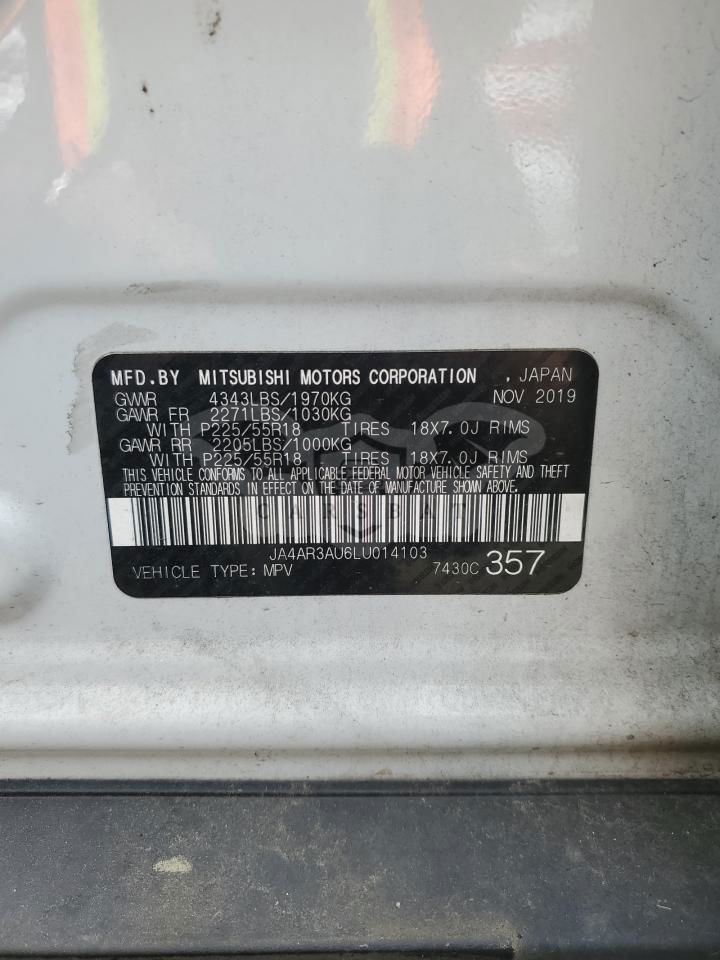 MFD.BY MITSUBISHI MOTORS CORPORATION , JAPAN
GVWR 4343LBS/1970KG NOV 2019
GAWR FR 2271LBS/1030KG
WITH P225/55R18 TIRES 18X7.0J RIMS
GAWR RR 2205LBS/1000KG
WITH P225/55R18 TIRES 18X7.0J RIMS
THIS VEHICLE CONFORMS TO ALL APPLICABLE FEDERAL MOTOR VEHICLE SAFETY AND THEFT
PREVENTION STANDARDS IN EFFECT ON THE DATE OF MANUFACTURE SHOWN ABOVE.
CARSBAT
JA4AR3AU6LU014103
VEHICLE TYPE: MPV 7430C 357